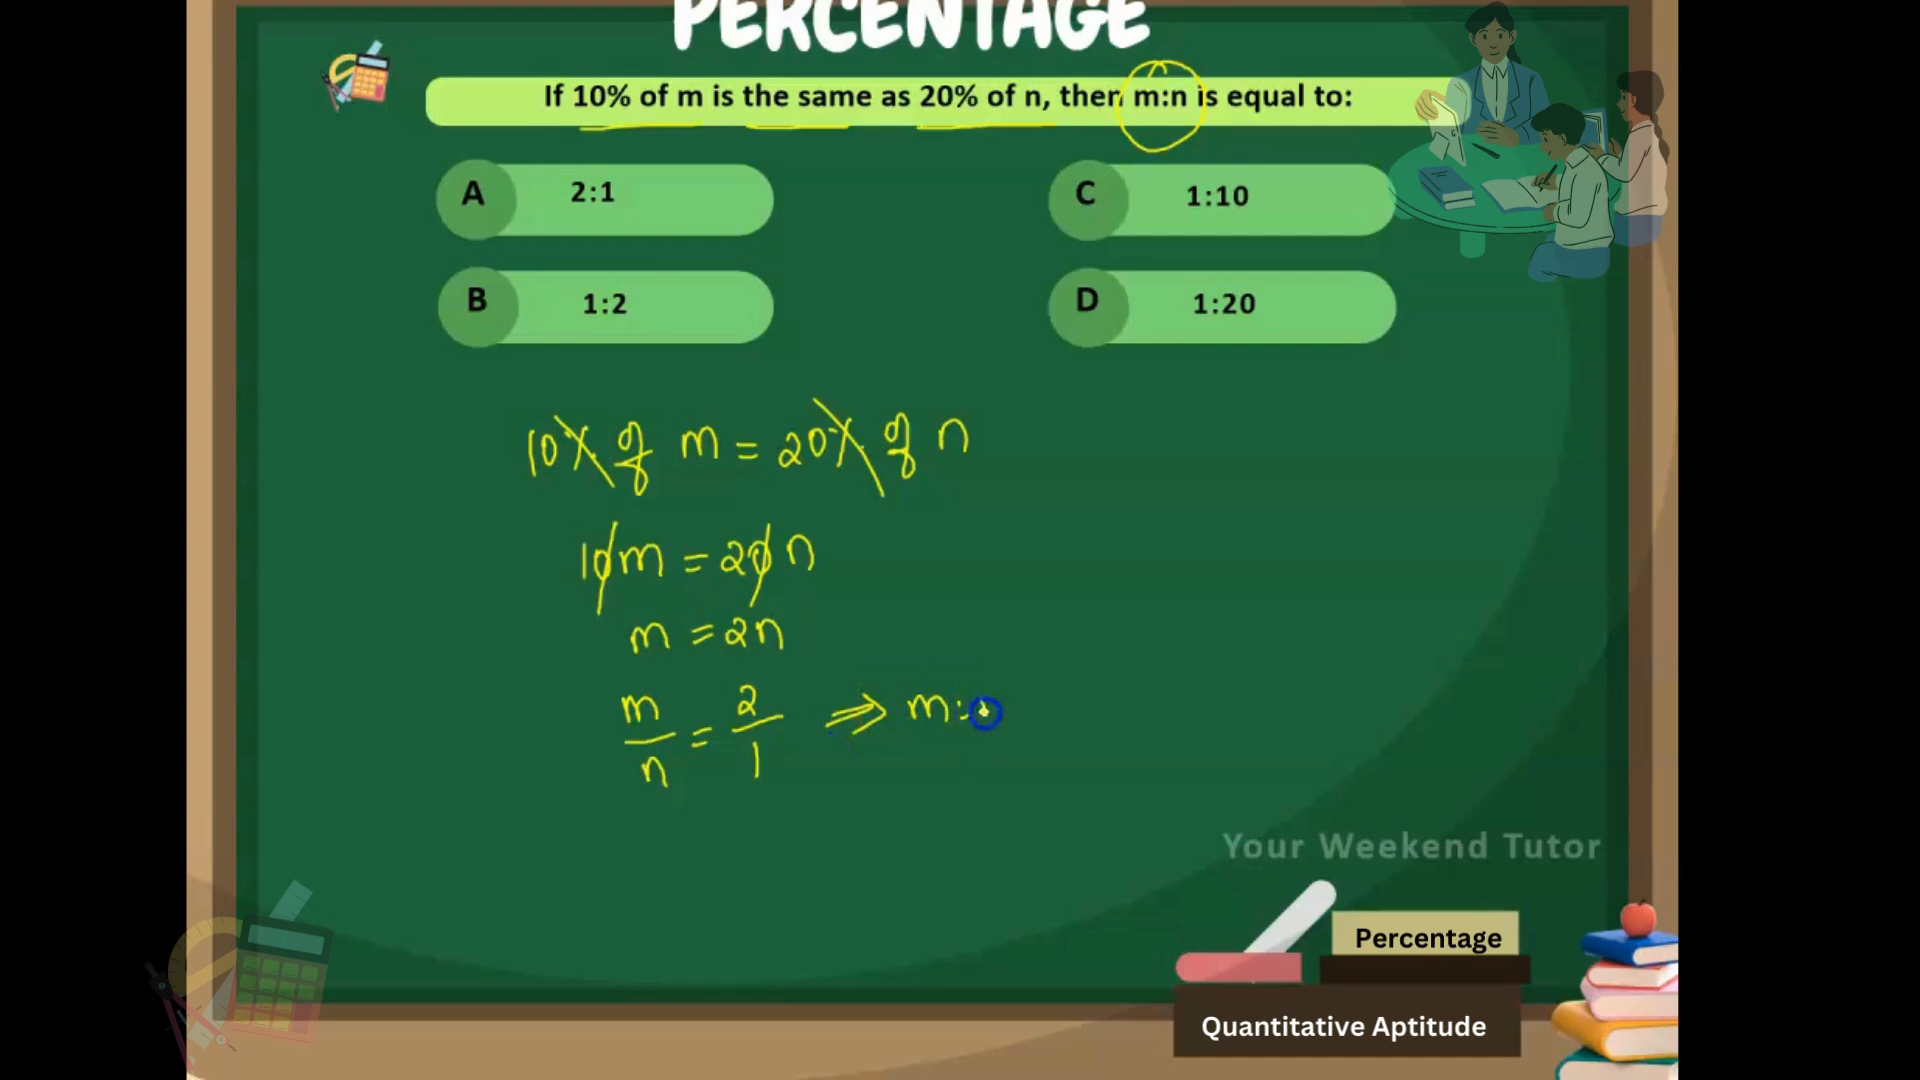 PERCENTAGE
If 10% of m is the same as 20% of n, then m:n is equal to:
A 2:1
C 1:10
B 1:2
D 1:20
10% of m = 20% of n
10m = 20n
m = 2n
m/n = 2/1 ⇒ m:
Your Weekend Tutor
Percentage
Quantitative Aptitude